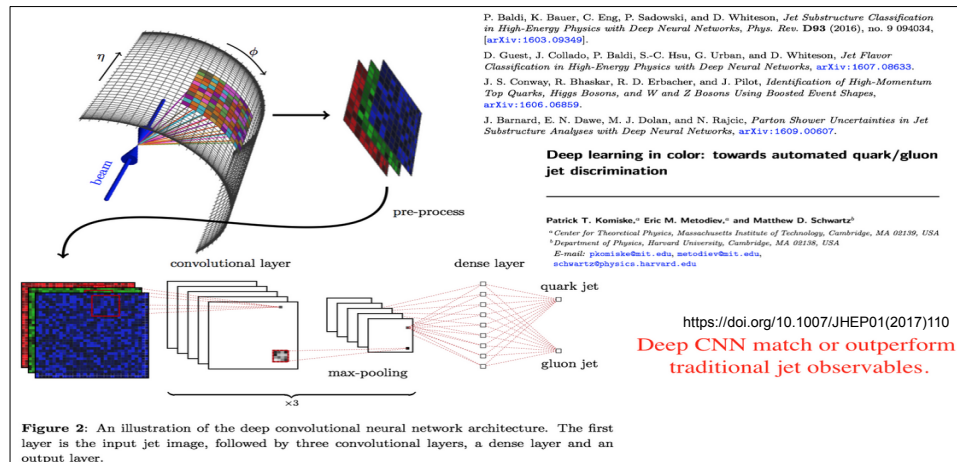 η
ϕ
beam
pre-process
convolutional layer
dense layer
quark jet
gluon jet
max-pooling
×3
Figure 2: An illustration of the deep convolutional neural network architecture. The first
layer is the input jet image, followed by three convolutional layers, a dense layer and an
output layer.
P. Baldi, K. Bauer, C. Eng, P. Sadowski, and D. Whiteson, Jet Substructure Classification
in High-Energy Physics with Deep Neural Networks, Phys. Rev. D93 (2016), no. 9 094034,
[arXiv:1603.09349].
D. Guest, J. Collado, P. Baldi, S.-C. Hsu, G. Urban, and D. Whiteson, Jet Flavor
Classification in High-Energy Physics with Deep Neural Networks, arXiv:1607.08633.
J. S. Conway, R. Bhaskar, R. D. Erbacher, and J. Pilot, Identification of High-Momentum
Top Quarks, Higgs Bosons, and W and Z Bosons Using Boosted Event Shapes,
arXiv:1606.06859.
J. Barnard, E. N. Dawe, M. J. Dolan, and N. Rajcic, Parton Shower Uncertainties in Jet
Substructure Analyses with Deep Neural Networks, arXiv:1609.00607.
Deep learning in color: towards automated quark/gluon
jet discrimination
Patrick T. Komiske,ᵃ Eric M. Metodiev,ᵃ and Matthew D. Schwartzᵇ
ᵃCenter for Theoretical Physics, Massachusetts Institute of Technology, Cambridge, MA 02139, USA
ᵇDepartment of Physics, Harvard University, Cambridge, MA 02138, USA
E-mail: pkomiske@mit.edu, metodiev@mit.edu,
schwartz@physics.harvard.edu
https://doi.org/10.1007/JHEP01(2017)110
Deep CNN match or outperform
traditional jet observables.